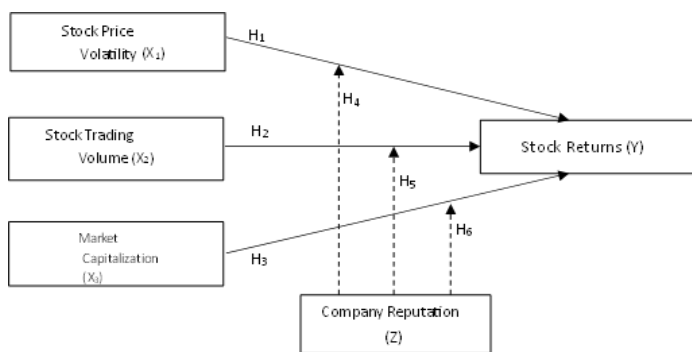 Stock Price
Volatility (X₁)
H₁
H₄
Stock Trading
Volume (X₂)
H₂
Stock Returns (Y)
H₅
Market
Capitalization
(X₃)
H₃
H₆
Company Reputation
(Z)